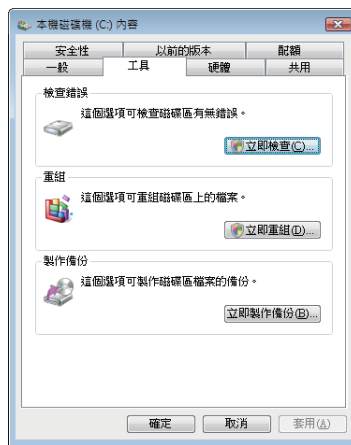 本機磁碟機 (C:) 內容
安全性 以前的版本 配額
一般 工具 硬體 共用
檢查錯誤
這個選項可檢查磁碟區有無錯誤。
立即檢查(C)...
重組
這個選項可重組磁碟區上的檔案。
立即重組(D)...
製作備份
這個選項可製作磁碟區檔案的備份。
立即製作備份(B)...
確定 取消 套用(A)